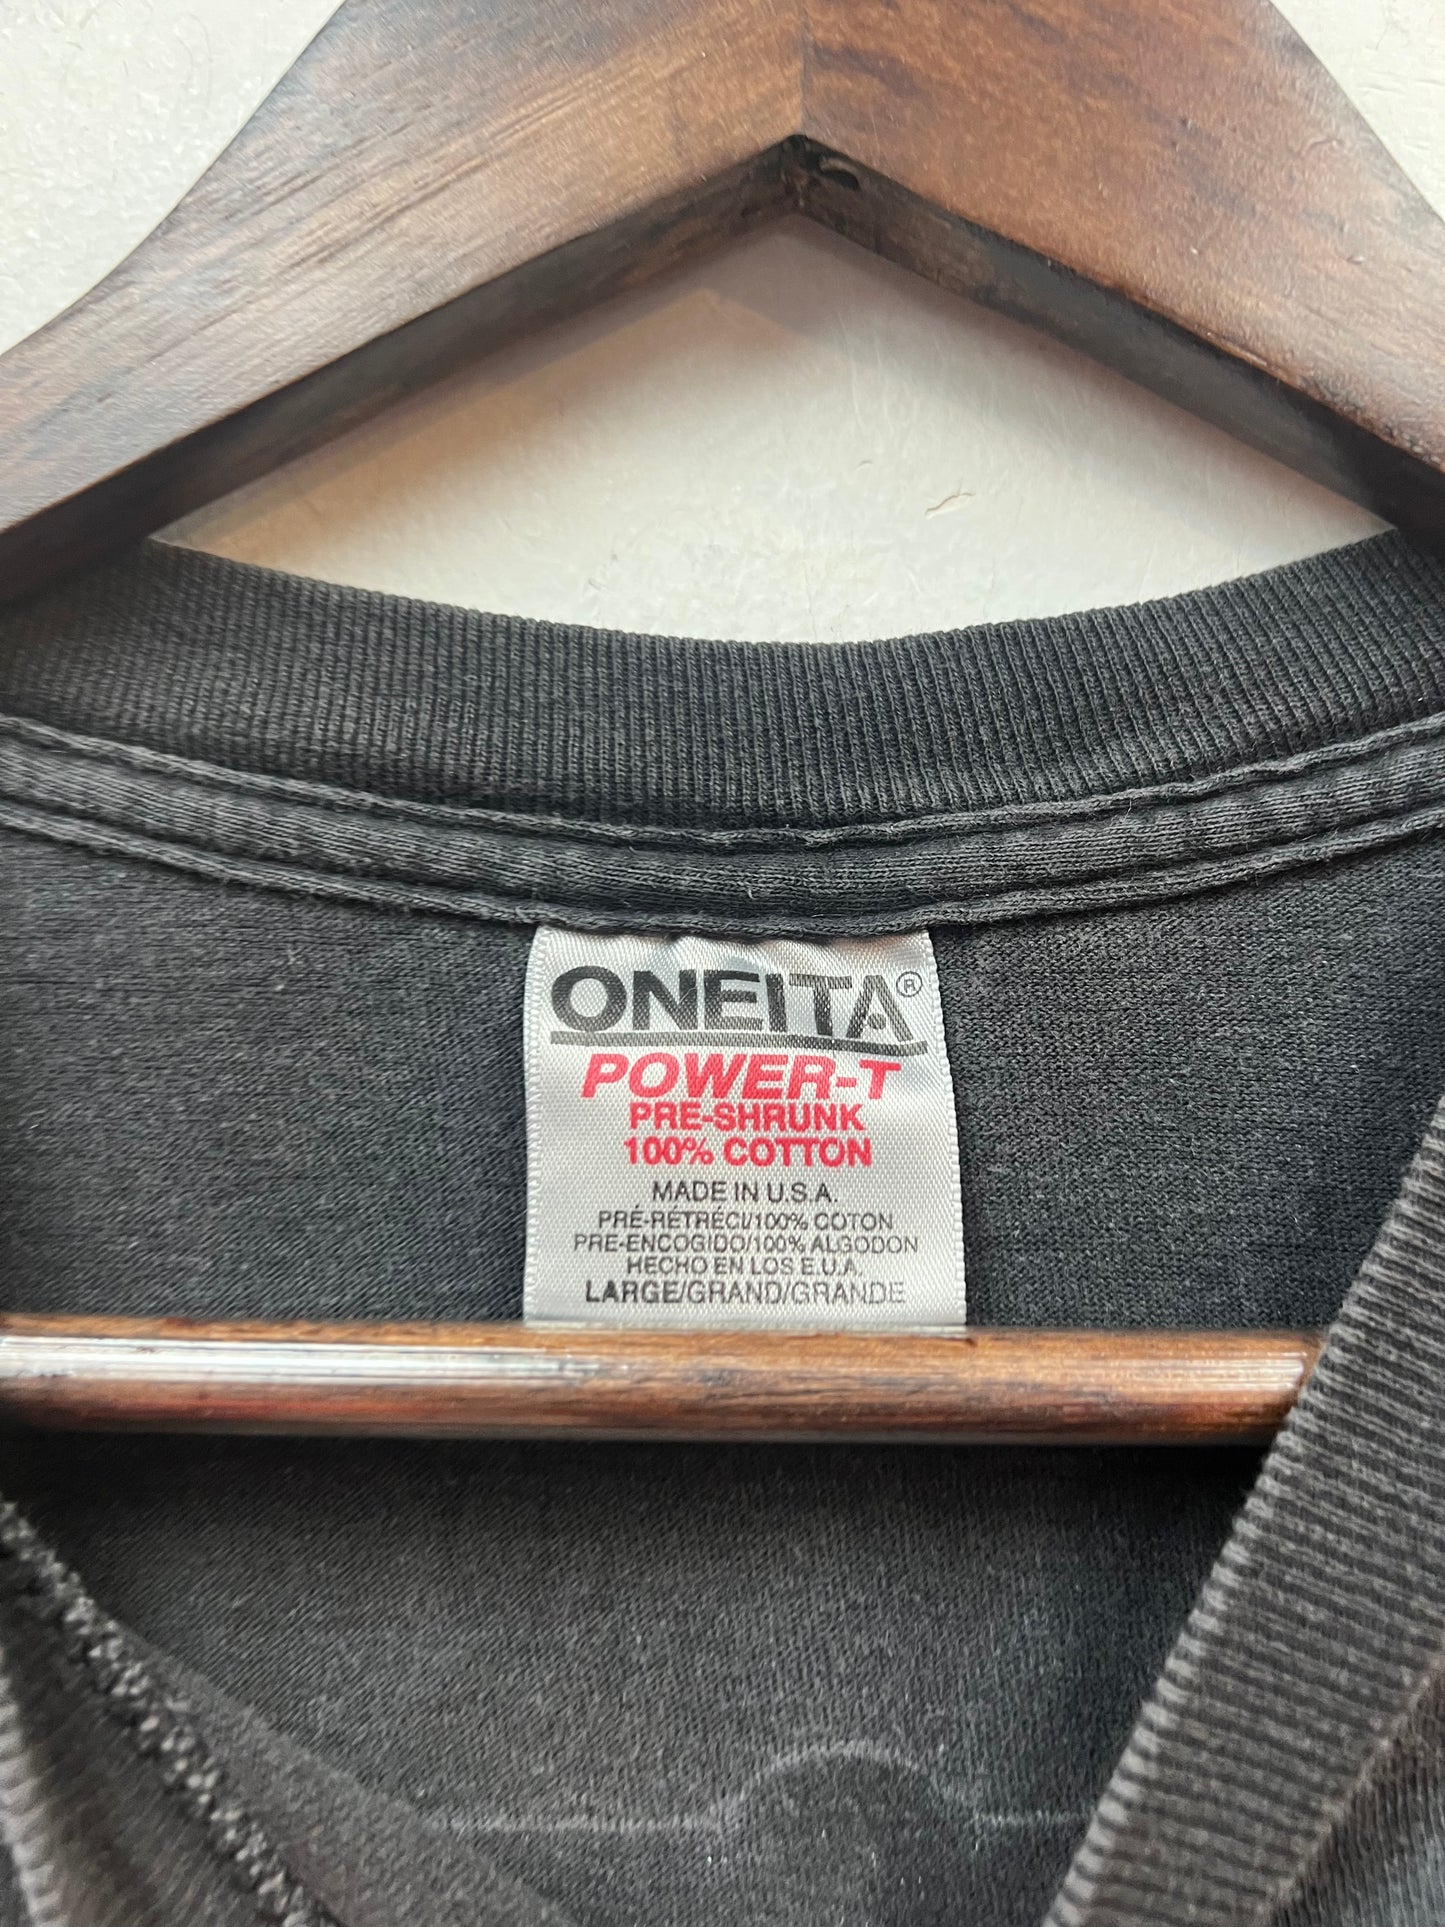 ONEITA®
POWER-T
PRE-SHRUNK
100% COTTON
MADE IN U.S.A.
PRÉ-RÉTRÉCI/100% COTON
PRE-ENCOGIDO/100% ALGODON
HECHO EN LOS E.U.A.
LARGE/GRAND/GRANDE